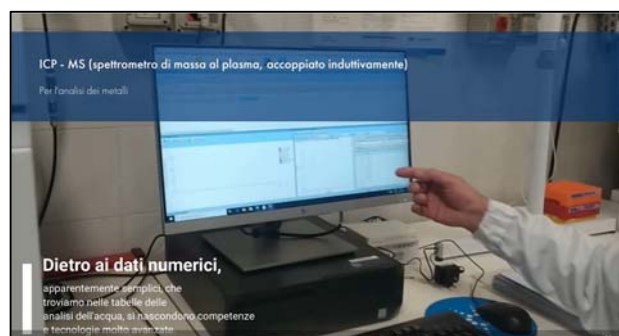 ICP - MS (spettrometro di massa al plasma, accoppiato induttivamente)
Per l'analisi dei metalli
Dietro ai dati numerici,
apparentemente semplici, che
troviamo nelle tabelle delle
analisi dell'acqua, si nascondono competenze
e tecnologie molto avanzate